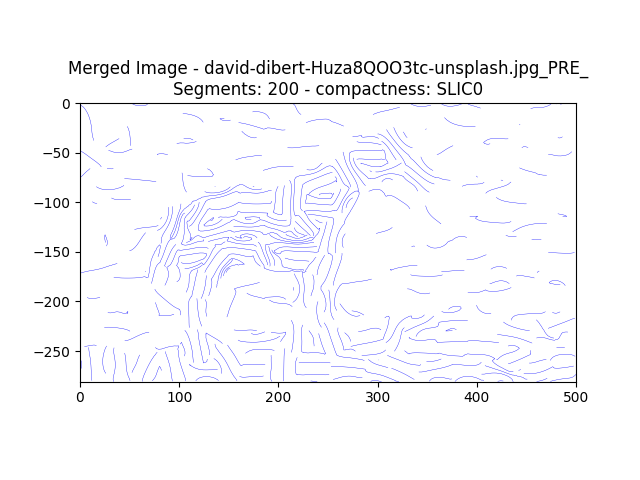 Merged Image - david-dibert-Huza8QOO3tc-unsplash.jpg_PRE_
Segments: 200 - compactness: SLIC0
0
−50
−100
−150
−200
−250
0 100 200 300 400 500